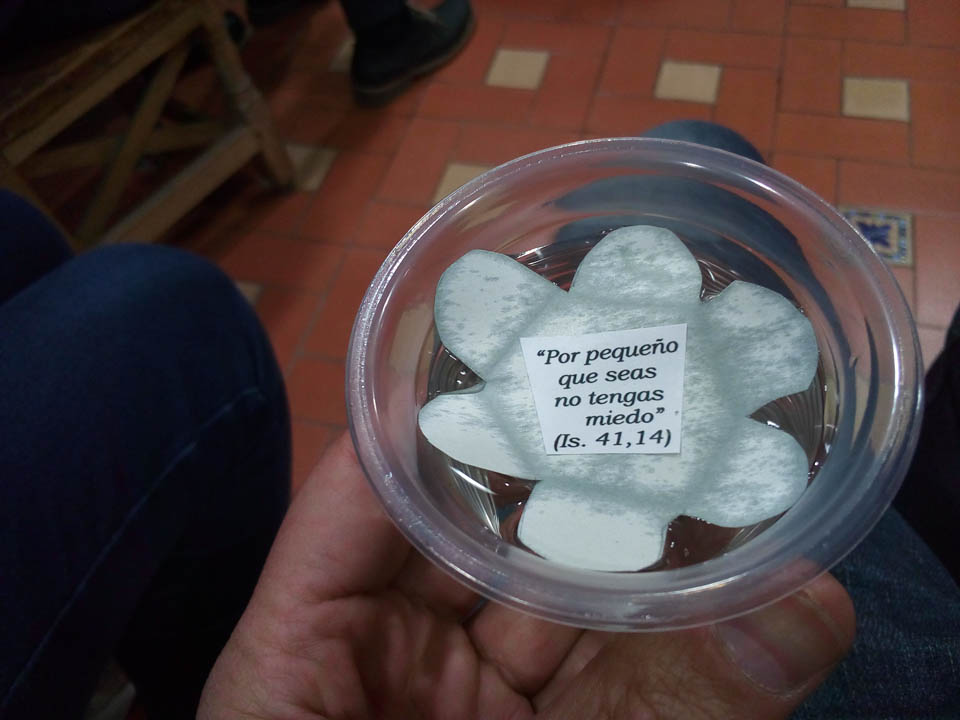 “Por pequeño
que seas
no tengas
miedo”
(Is. 41,14)